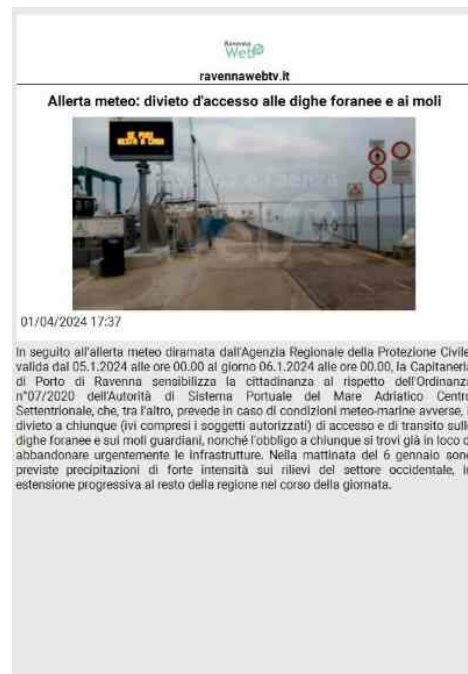 Ravenna
Web
ravennawebtv.it
Allerta meteo: divieto d'accesso alle dighe foranee e ai moli
SE PUOI
RESTA A CASA
Web
01/04/2024 17:37
In seguito all'allerta meteo diramata dall'Agenzia Regionale della Protezione Civile
valida dal 05.1.2024 alle ore 00.00 al giorno 06.1.2024 alle ore 00.00, la Capitaneria
di Porto di Ravenna sensibilizza la cittadinanza al rispetto dell'Ordinanza
n°07/2020 dell'Autorità di Sistema Portuale del Mare Adriatico Centro
Settentrionale, che, tra l'altro, prevede in caso di condizioni meteo-marine avverse, i
divieto a chiunque (ivi compresi i soggetti autorizzati) di accesso e di transito sulle
dighe foranee e sui moli guardiani, nonché l'obbligo a chiunque si trovi già in loco d
abbandonare urgentemente le infrastrutture. Nella mattinata del 6 gennaio sono
previste precipitazioni di forte intensità sui rilievi del settore occidentale, in
estensione progressiva al resto della regione nel corso della giornata.